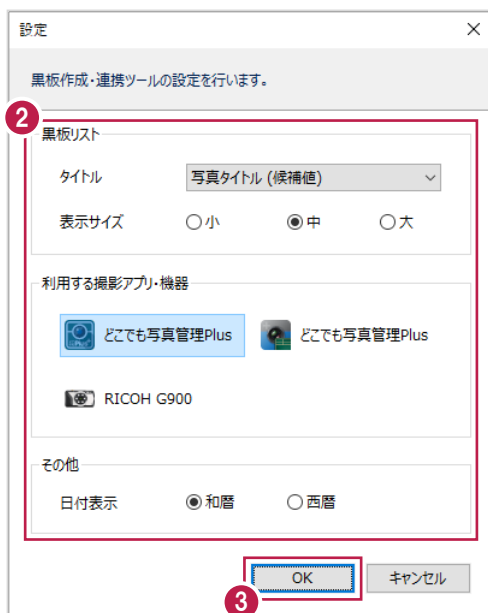 設定
黒板作成・連携ツールの設定を行います。
2
黒板リスト
タイトル 写真タイトル (候補値)
表示サイズ 小 中 大
利用する撮影アプリ・機器
どこでも写真管理Plus どこでも写真管理Plus
RICOH G900
その他
日付表示 和暦 西暦
OK キャンセル
3